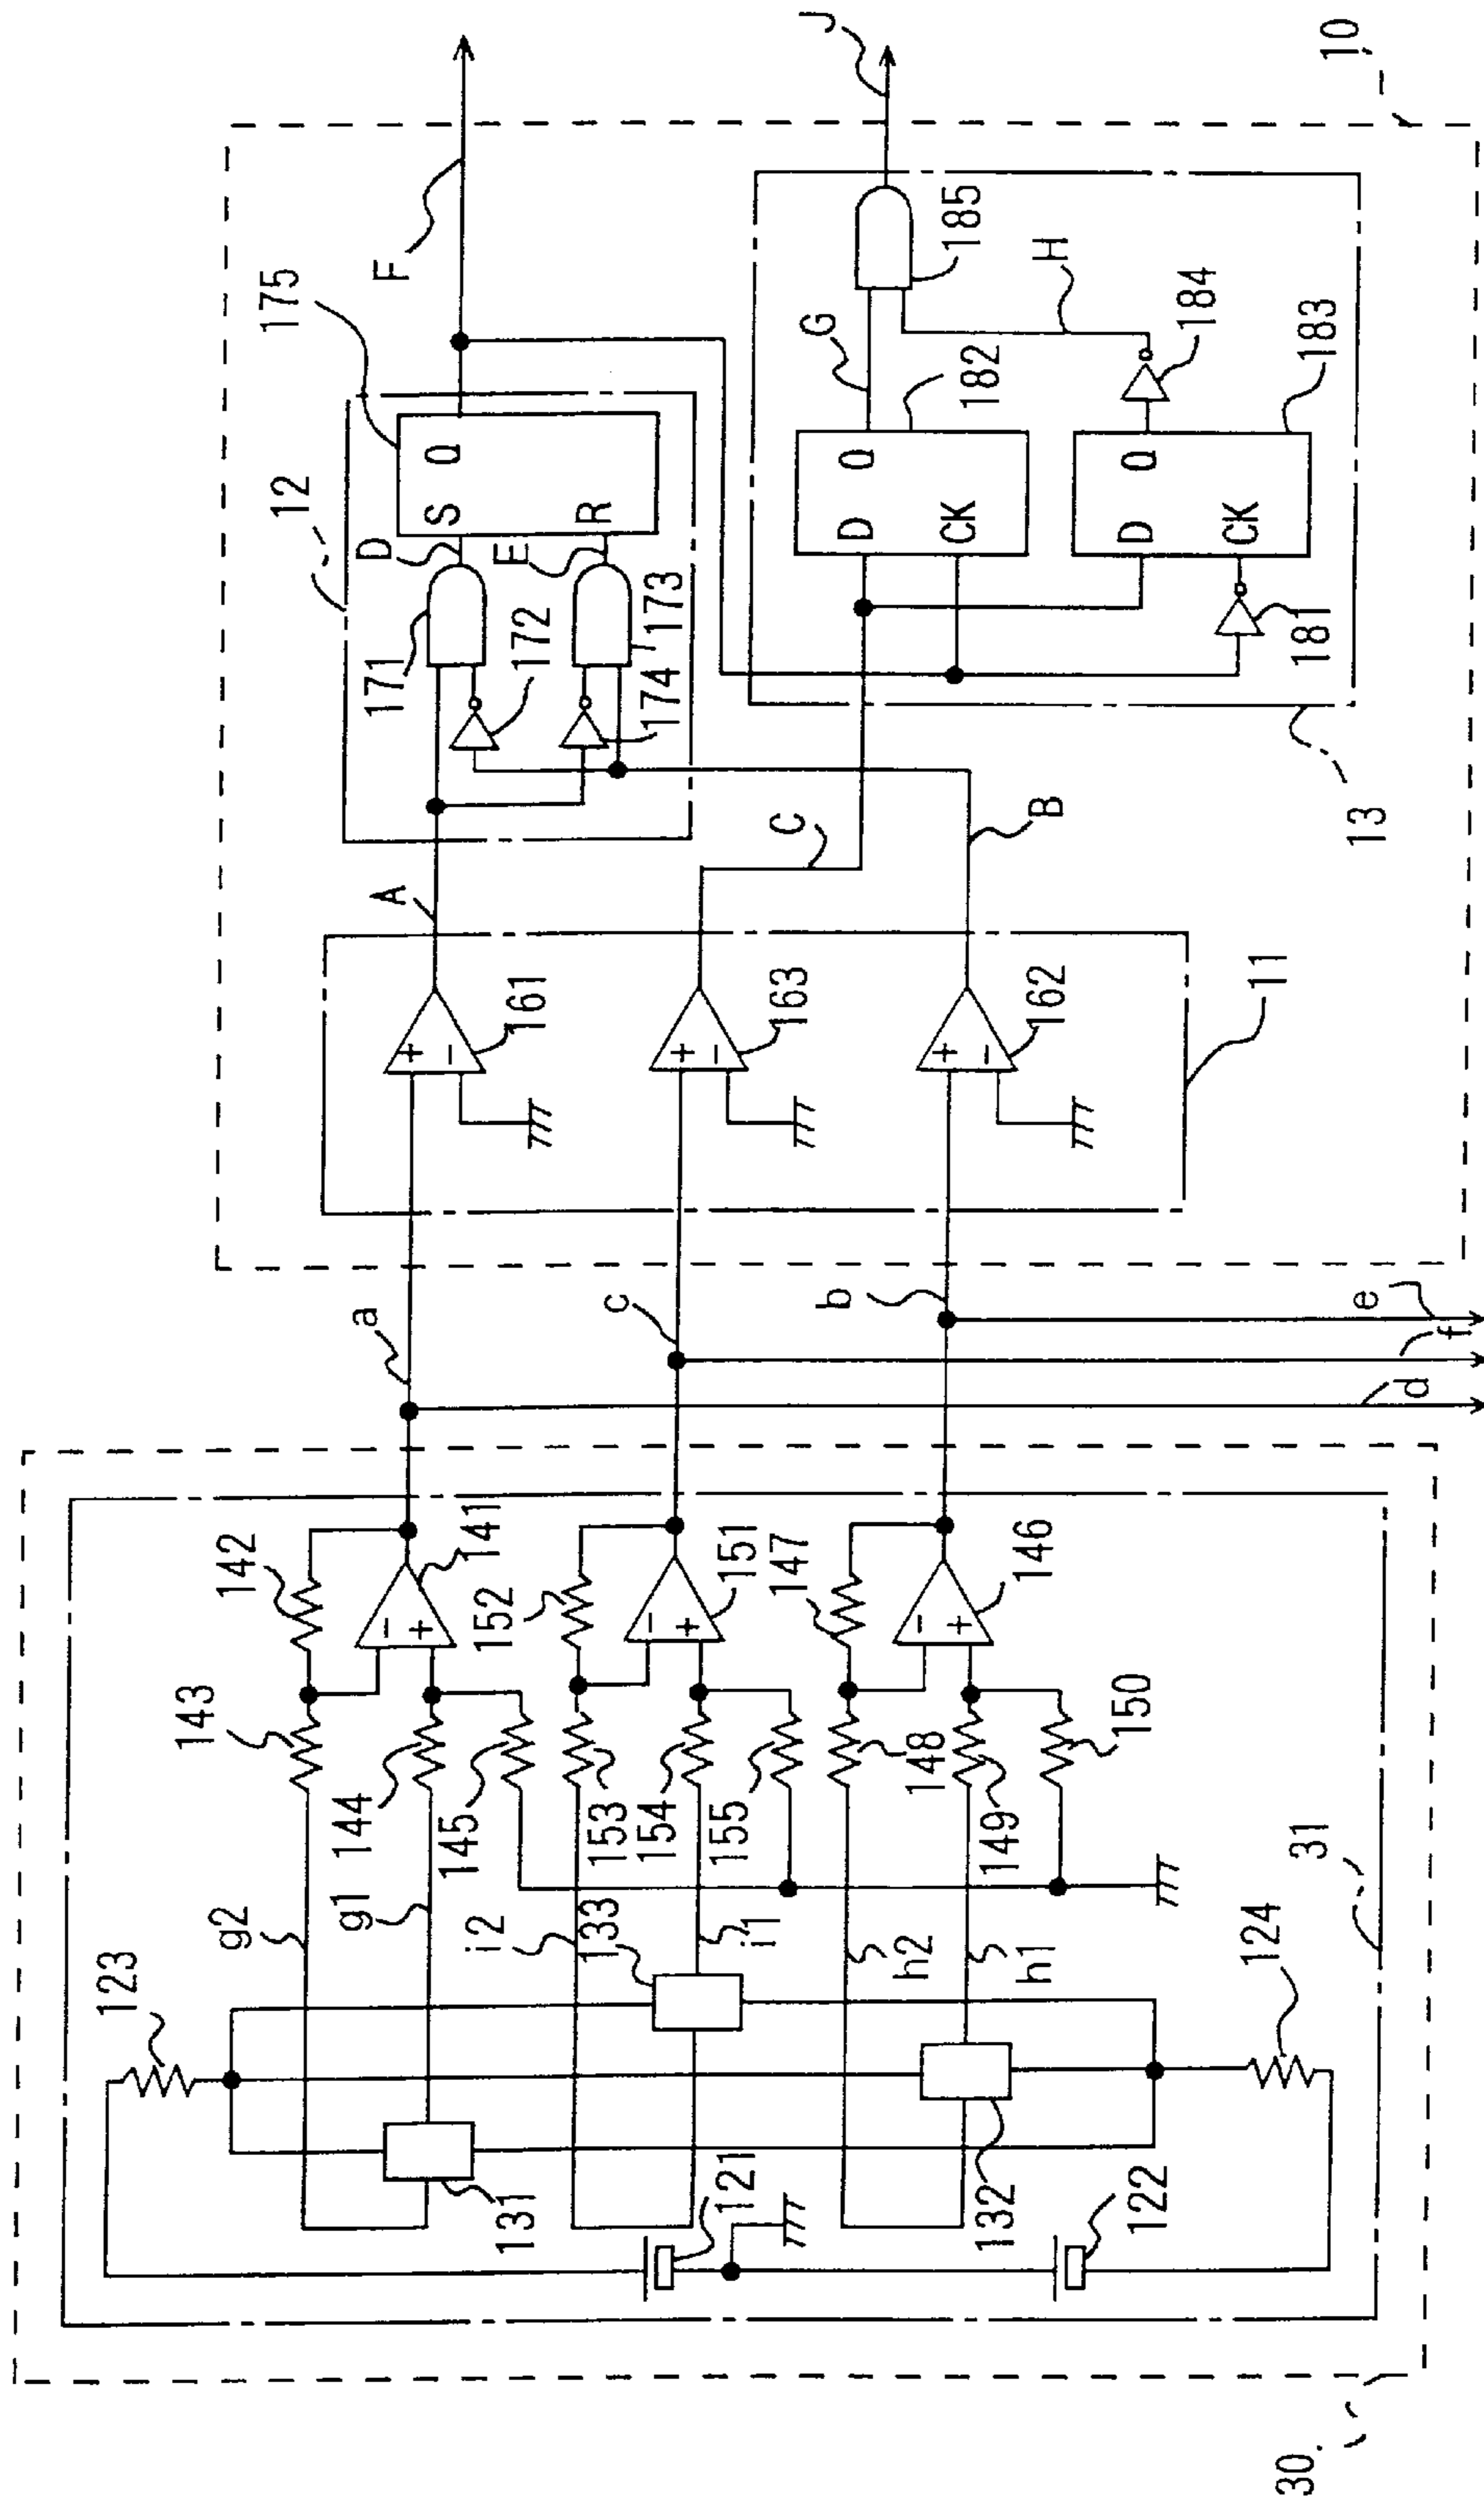 30
31
123
g2
g1
143
142
144
145
141
131
i2
152
153
133
154
155
i1
151
121
h2
h1
147
148
149
150
146
132
122
124
−
+
−
+
−
+
a
c
b
d
f
e
10
11
+
−
161
+
−
163
+
−
162
A
C
B
12
171
172
174
173
D
E
S
R
Q
175
F
13
D
CK
Q
182
181
D
CK
Q
183
184
G
H
185
J